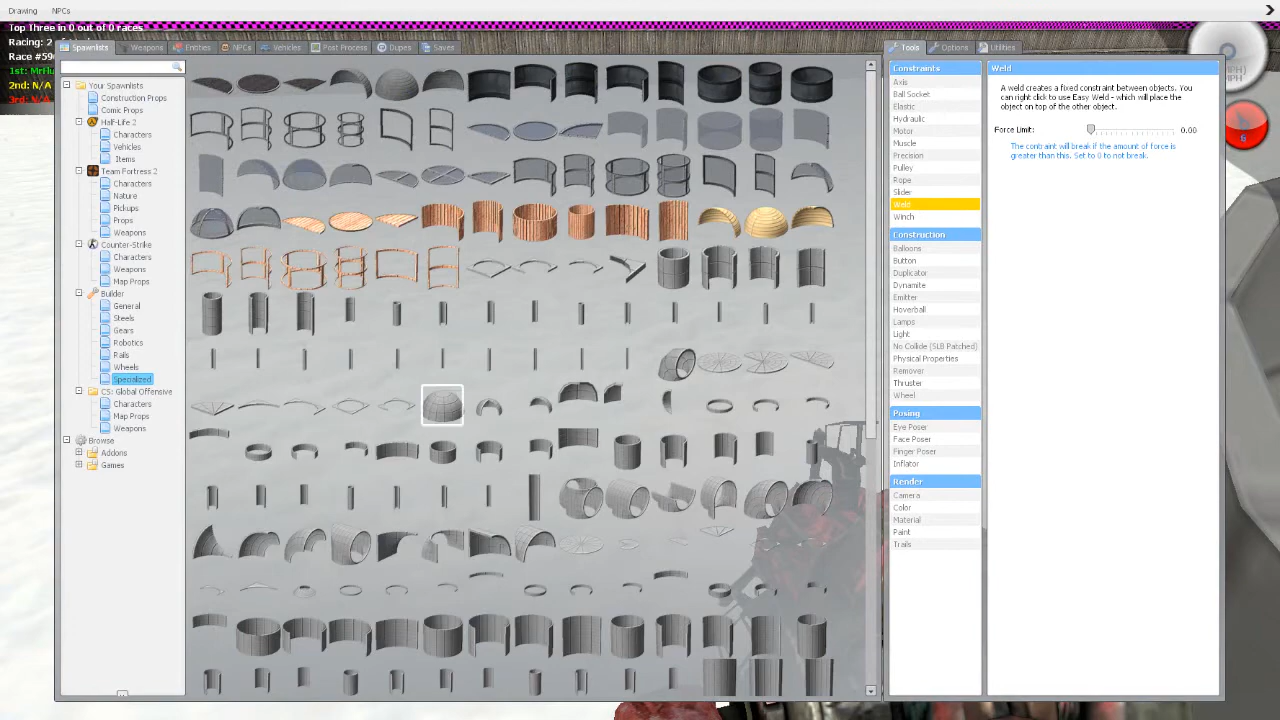 Drawing NPCs
Top Three in 0 out of 0 races
Racing: 2
Race #59
1st: MrHu
2nd: N/A
3rd: N/A
Spawnlists Weapons Entities NPCs Vehicles Post Process Dupes Saves
Your Spawnlists
Construction Props
Comic Props
Half-Life 2
Characters
Vehicles
Items
Team Fortress 2
Characters
Nature
Pickups
Props
Weapons
Counter-Strike
Characters
Weapons
Map Props
Builder
General
Steels
Gears
Robotics
Rails
Wheels
Specialized
CS: Global Offensive
Characters
Map Props
Weapons
Browse
Addons
Games
Tools Options Utilities
Constraints
Axis
Ball Socket
Elastic
Hydraulic
Motor
Muscle
Precision
Pulley
Rope
Slider
Weld
Winch
Construction
Balloons
Button
Duplicator
Dynamite
Emitter
Hoverball
Lamps
Light
No Collide (SLB Patched)
Physical Properties
Remover
Thruster
Wheel
Posing
Eye Poser
Face Poser
Finger Poser
Inflator
Render
Camera
Color
Material
Paint
Trails
Weld
A weld creates a fixed constraint between objects. You
can right click to use Easy Weld - which will place the
object on top of the other object.
Force Limit: 0.00
The contraint will break if the amount of force is
greater than this. Set to 0 to not break.
6